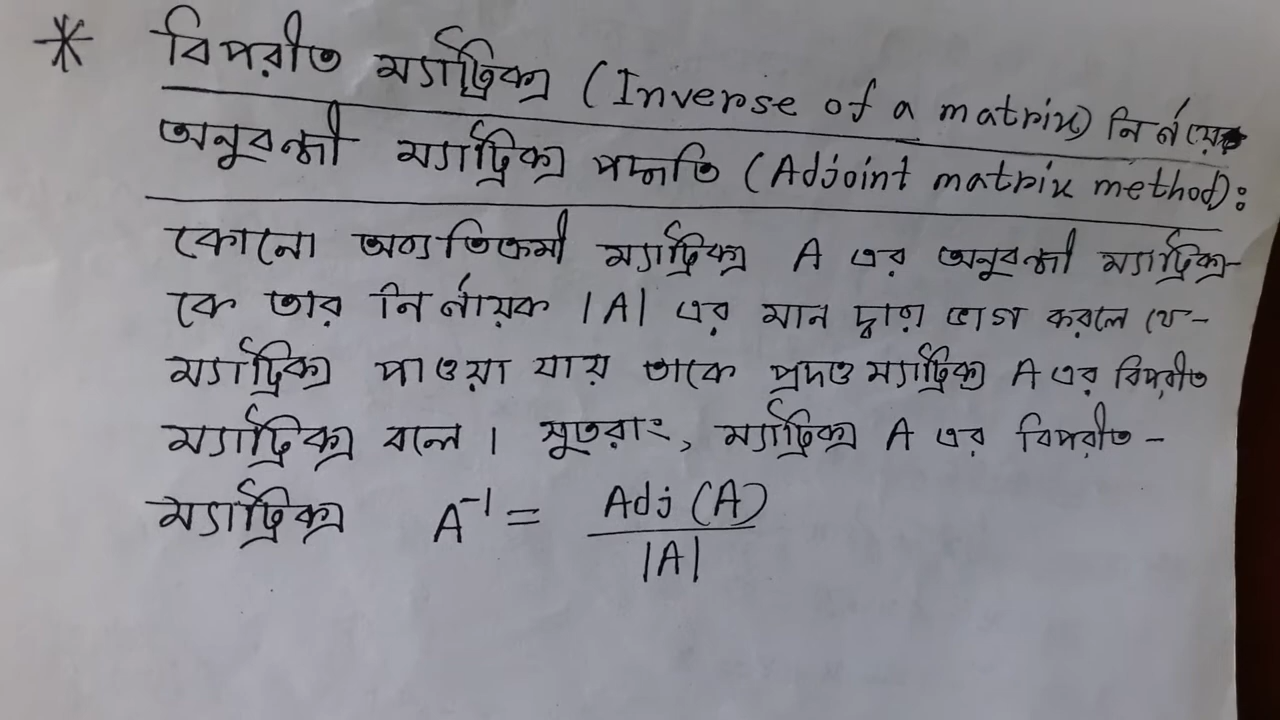 * বিপরীত ম্যাট্রিক্স (Inverse of a matrix) নির্ণয়ের
অনুবন্ধী ম্যাট্রিক্স পদ্ধতি (Adjoint matrix method):
কোনো অব্যতিক্রমী ম্যাট্রিক্স A এর অনুবন্ধী ম্যাট্রিক্স-
কে তার নির্ণায়ক |A| এর মান দ্বারা ভাগ করলে যে-
ম্যাট্রিক্স পাওয়া যায় তাকে প্রদত্ত ম্যাট্রিক্স A এর বিপরীত
ম্যাট্রিক্স বলে । সুতরাং, ম্যাট্রিক্স A এর বিপরীত -
ম্যাট্রিক্স A⁻¹ = Adj (A) / |A|